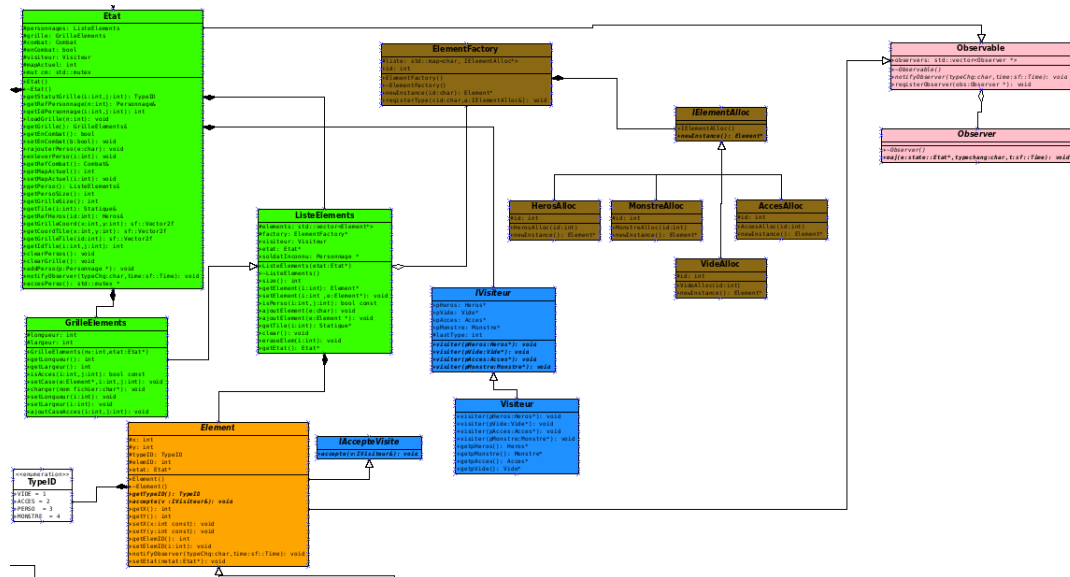 Etat
#personnages: ListeElements
#grille: GrilleElements
#combat: Combat
#enCombat: bool
#visiteur: Visiteur
#mapActuel: int
+mut_cm: std::mutex
+Etat()
+~Etat()
+getStatutGrille(i:int,j:int): TypeID
+getRefPersonnage(n:int): Personnage&
+getIdPersonnage(i:int,j:int): int
+loadGrille(n:int): void
+getGrille(): GrilleElements&
+getEnCombat(): bool
+setEnCombat(b:bool): void
+rajouterPerso(e:char): void
+enleverPerso(i:int): void
+getRefCombat(): Combat&
+getMapActuel(): int
+setMapActuel(i:int): void
+getPerso(): ListeElements&
+getPersoSize(): int
+getGrilleSize(): int
+getTile(i:int): Statique&
+getRefHeros(id:int): Heros&
+getGrilleCoord(x:int,y:int): sf::Vector2f
+getCoordTile(x:int,y:int): sf::Vector2f
+getGrilleTile(id:int): sf::Vector2f
+getIdTile(i:int,j:int): int
+clearPersos(): void
+clearGrille(): void
+addPerso(p:Personnage *): void
+notifyObserver(typeChg:char,time:sf::Time): void
+accesPerso(): std::mutex *
GrilleElements
#longueur: int
#largeur: int
+getLongueur(): int
+getLargeur(): int
+isAcces(i:int,j:int): bool const
+setCase(e:Element*,i:int,j:int): void
+charger(nom_fichier:char*): void
+setLongueur(i:int): void
+setLargeur(i:int): void
+ajoutCaseAcces(i:int,j:int): void
ListeElements
#elements: std::vector<Element*>
#factory: ElementFactory*
+visiteur: Visiteur
+etat: Etat*
+soldatInconnu: Personnage *
+ListeElements(etat:Etat*)
+~ListeElements()
+size(): int
+getElement(i:int): Element*
+setElement(i:int ,e:Element*): void
+isPerso(i:int,j:int): bool const
+ajoutElement(e:char): void
+ajoutElement(e:Element *): void
+getTile(i:int): Statique*
+clear(): void
+eraseElem(i:int): void
+getEtat(): Etat*
ElementFactory
#liste: std::map<char, IElementAlloc*>
+id: int
+ElementFactory()
+~ElementFactory()
+newInstance(id:char): Element*
+registerType(cid:char,a:IElementAlloc&): void
IElementAlloc
+IElementAlloc()
+newInstance(): Element*
HerosAlloc
#id: int
+HerosAlloc(id:int)
+newInstance(): Element*
MonstreAlloc
#id: int
+MonstreAlloc(id:int)
+newInstance(): Element*
AccesAlloc
#id: int
+AccesAlloc(id:int)
+newInstance(): Element*
VideAlloc
#id: int
+VideAlloc(id:int)
+newInstance(): Element*
Observable
+observers: std::vector<Observer *>
+~Observable()
+notifyObserver(typeChg:char,time:sf::Time): void
+registerObserver(obs:Observer *): void
Observer
+~Observer()
+maj(e:state::Etat*,typechang:char,t:sf::Time): void
IVisiteur
+pHeros: Heros*
+pVide: Vide*
+pAcces: Acces*
+pMonstre: Monstre*
#lastType: int
+visiter(pHeros:Heros*): void
+visiter(pVide:Vide*): void
+visiter(pAcces:Acces*): void
+visiter(pMonstre:Monstre*): void
Visiteur
+visiter(pHeros:Heros*): void
+visiter(pVide:Vide*): void
+visiter(pAcces:Acces*): void
+visiter(pMonstre:Monstre*): void
+getpHeros(): Heros*
+getpMonstre(): Monstre*
+getpAcces(): Acces*
+getpVide(): Vide*
IAccepteVisite
+accepte(v:IVisiteur&): void
Element
#x: int
#y: int
#typeID: TypeID
#elemID: int
+etat: Etat*
+Element()
+~Element()
+getTypeID(): TypeID
+accepte(v :IVisiteur&): void
+getX(): int
+getY(): int
+setX(x:int const): void
+setY(y:int const): void
+getElemID(): int
+setElemID(i:int): void
+notifyObserver(typeChg:char,time:sf::Time): void
+setEtat(netat:Etat*): void
<<enumeration>>
TypeID
+VIDE = 1
+ACCES = 2
+PERSO = 3
+MONSTRE = 4